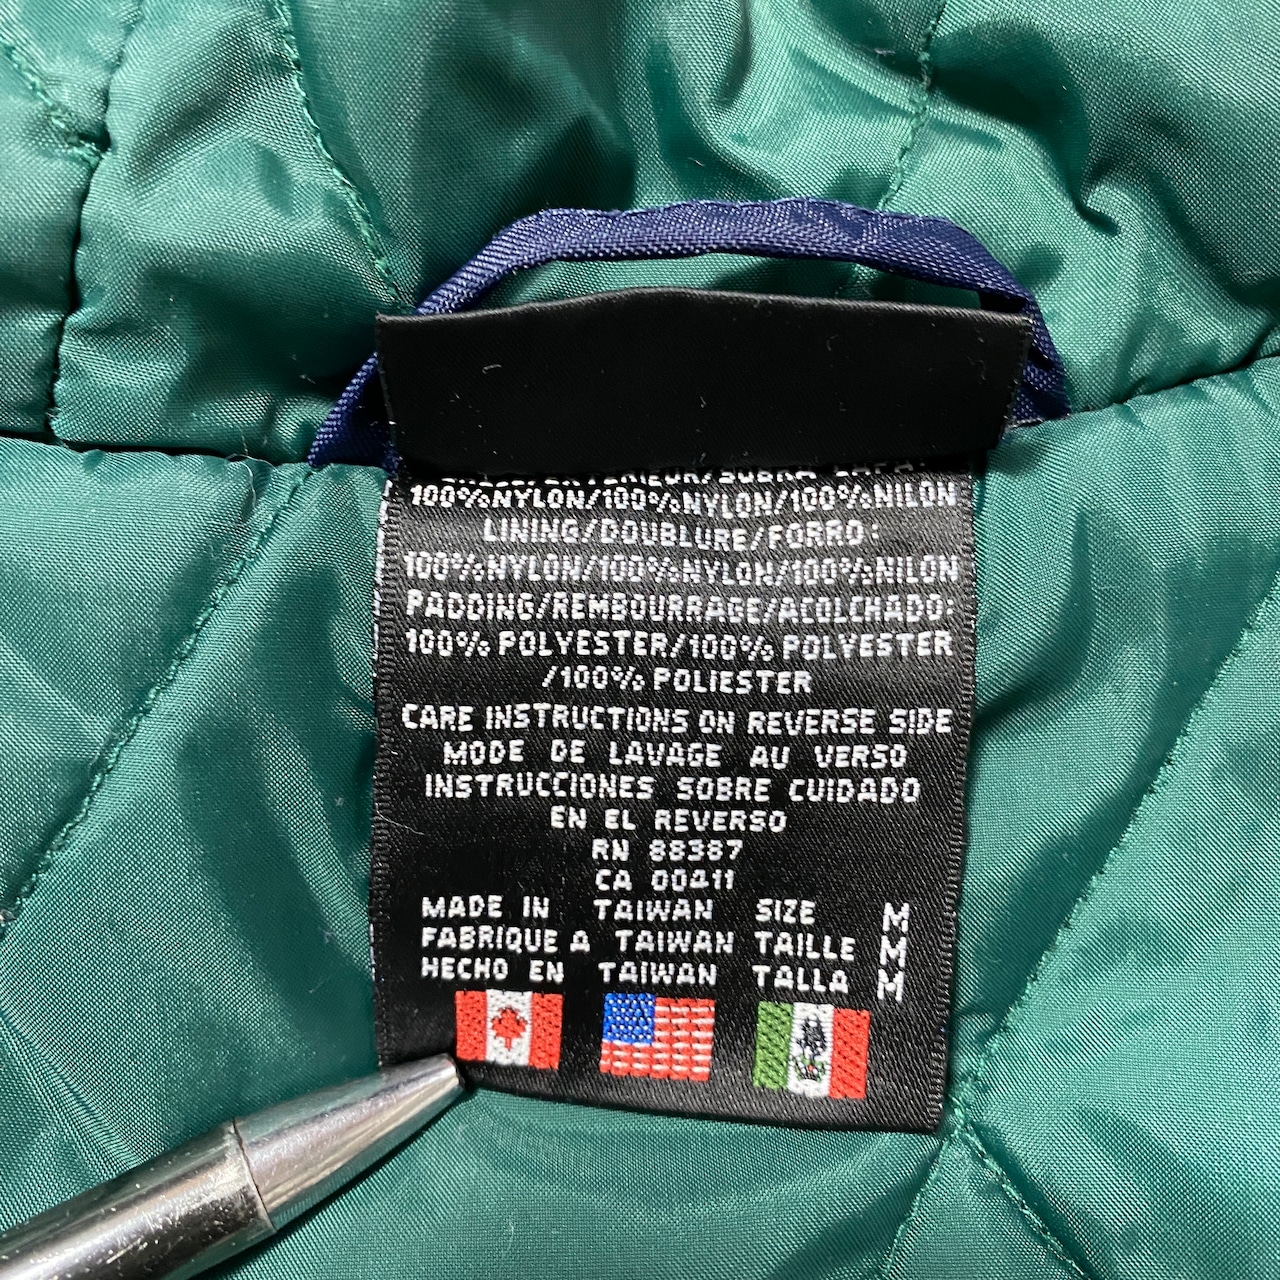 100%NYLON/100%NYLON/100%NILON
LINING/DOUBLURE/FORRO:
100%NYLON/100%NYLON/100%NILON
PADDING/REMBOURRAGE/ACOLCHADO:
100% POLYESTER/100% POLYESTER
/100% POLIESTER
CARE INSTRUCTIONS ON REVERSE SIDE
MODE DE LAVAGE AU VERSO
INSTRUCCIONES SOBRE CUIDADO
EN EL REVERSO
RN 88387
CA 00411
MADE IN TAIWAN SIZE M
FABRIQUE A TAIWAN TAILLE M
HECHO EN TAIWAN TALLA M